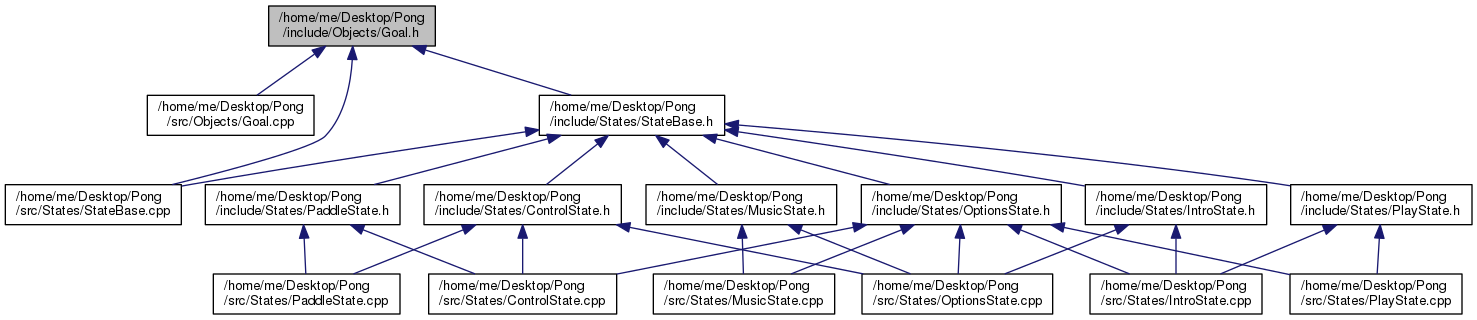 /home/me/Desktop/Pong
/include/Objects/Goal.h
/home/me/Desktop/Pong
/src/Objects/Goal.cpp
/home/me/Desktop/Pong
/include/States/StateBase.h
/home/me/Desktop/Pong
/src/States/StateBase.cpp
/home/me/Desktop/Pong
/include/States/PaddleState.h
/home/me/Desktop/Pong
/include/States/ControlState.h
/home/me/Desktop/Pong
/include/States/MusicState.h
/home/me/Desktop/Pong
/include/States/OptionsState.h
/home/me/Desktop/Pong
/include/States/IntroState.h
/home/me/Desktop/Pong
/include/States/PlayState.h
/home/me/Desktop/Pong
/src/States/PaddleState.cpp
/home/me/Desktop/Pong
/src/States/ControlState.cpp
/home/me/Desktop/Pong
/src/States/MusicState.cpp
/home/me/Desktop/Pong
/src/States/OptionsState.cpp
/home/me/Desktop/Pong
/src/States/IntroState.cpp
/home/me/Desktop/Pong
/src/States/PlayState.cpp